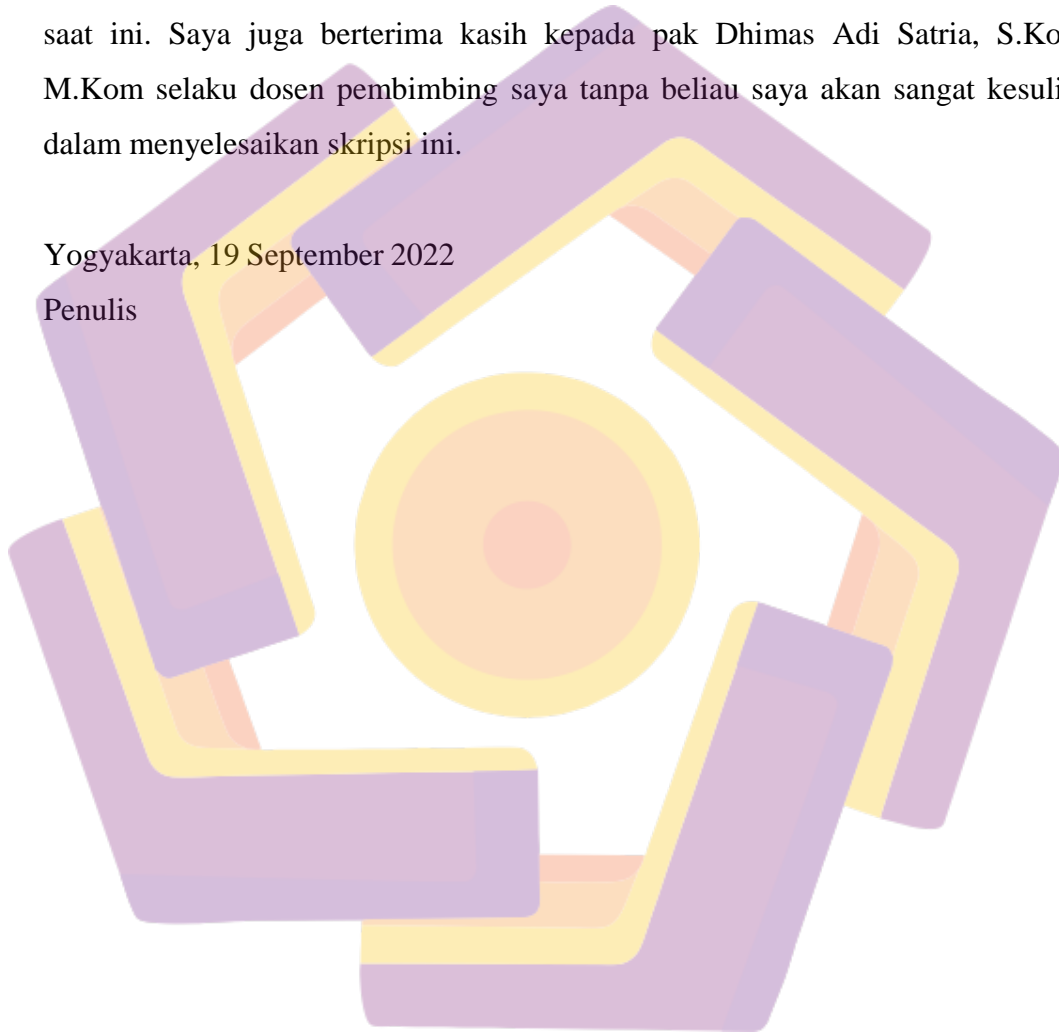 saat ini. Saya juga berterima kasih kepada pak Dhimas Adi Satria, S.Ko
M.Kom selaku dosen pembimbing saya tanpa beliau saya akan sangat kesuli
dalam menyelesaikan skripsi ini.
Yogyakarta, 19 September 2022
Penulis